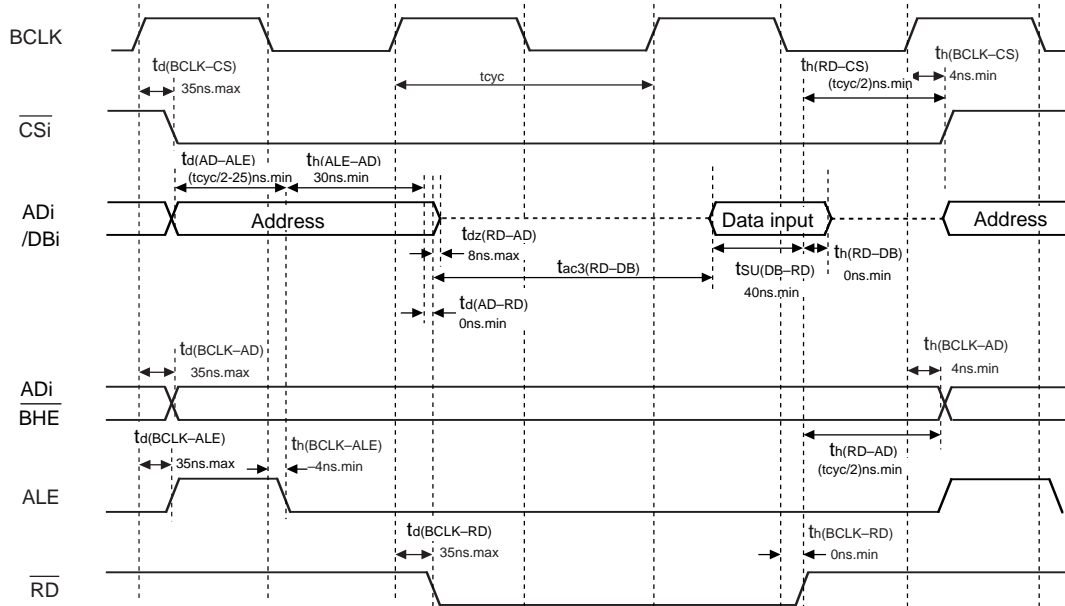 BCLK
td(BCLK–CS)
35ns.max
tcyc
th(RD–CS)
(tcyc/2)ns.min
th(BCLK–CS)
4ns.min
CSi
td(AD–ALE)
(tcyc/2-25)ns.min
th(ALE–AD)
30ns.min
ADi
/DBi
Address
Data input
Address
tdz(RD–AD)
8ns.max
tac3(RD–DB)
tSU(DB–RD)
40ns.min
th(RD–DB)
0ns.min
td(AD–RD)
0ns.min
td(BCLK–AD)
35ns.max
th(BCLK–AD)
4ns.min
ADi
BHE
td(BCLK–ALE)
35ns.max
th(BCLK–ALE)
–4ns.min
th(RD–AD)
(tcyc/2)ns.min
ALE
td(BCLK–RD)
35ns.max
th(BCLK–RD)
0ns.min
RD